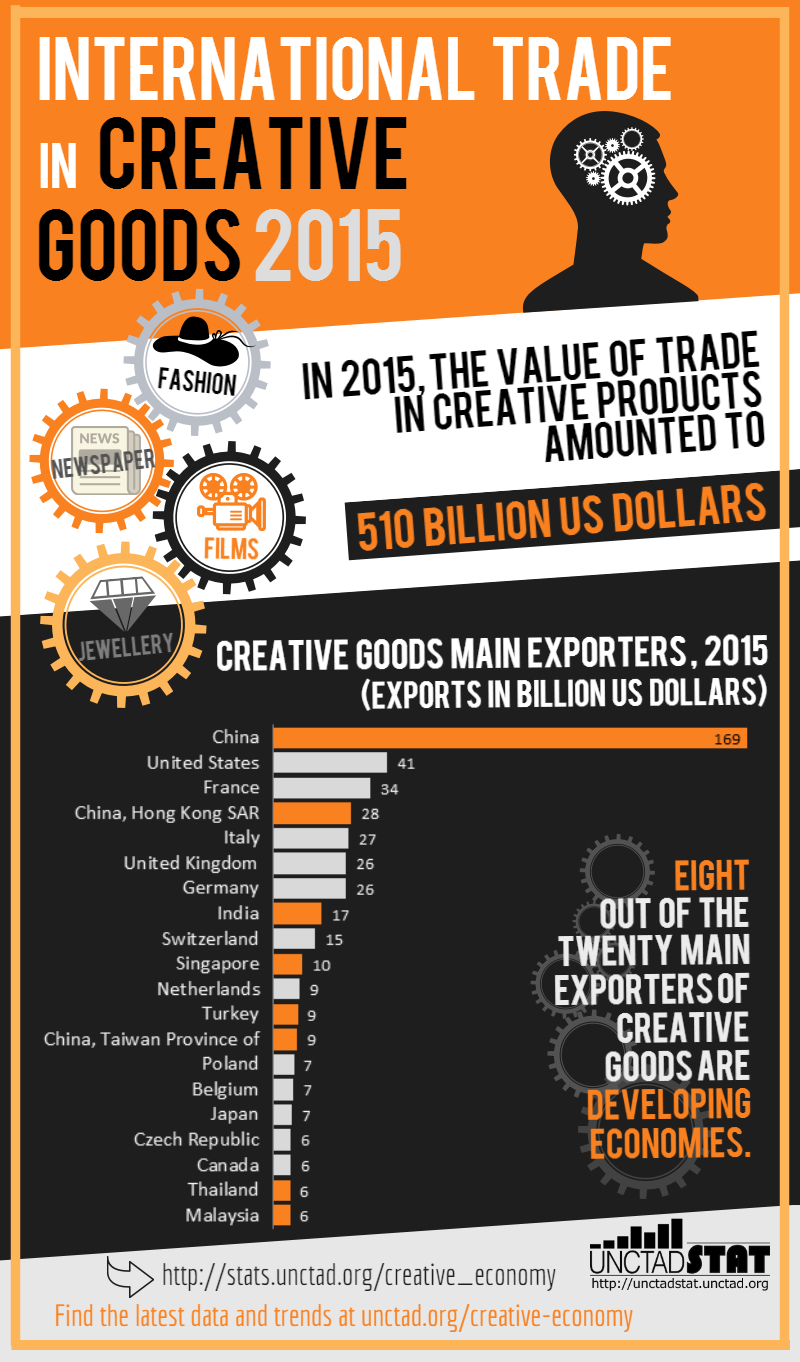 INTERNATIONAL TRADE
IN CREATIVE
GOODS 2015
FASHION
NEWS
NEWSPAPER
FILMS
JEWELLERY
IN 2015, THE VALUE OF TRADE
IN CREATIVE PRODUCTS
AMOUNTED TO
510 BILLION US DOLLARS
CREATIVE GOODS MAIN EXPORTERS, 2015
(EXPORTS IN BILLION US DOLLARS)
China 169
United States 41
France 34
China, Hong Kong SAR 28
Italy 27
United Kingdom 26
Germany 26
India 17
Switzerland 15
Singapore 10
Netherlands 9
Turkey 9
China, Taiwan Province of 9
Poland 7
Belgium 7
Japan 7
Czech Republic 6
Canada 6
Thailand 6
Malaysia 6
EIGHT
OUT OF THE
TWENTY MAIN
EXPORTERS OF
CREATIVE
GOODS ARE
DEVELOPING
ECONOMIES.
http://stats.unctad.org/creative_economy
Find the latest data and trends at unctad.org/creative-economy
UNCTADSTAT
http://unctadstat.unctad.org